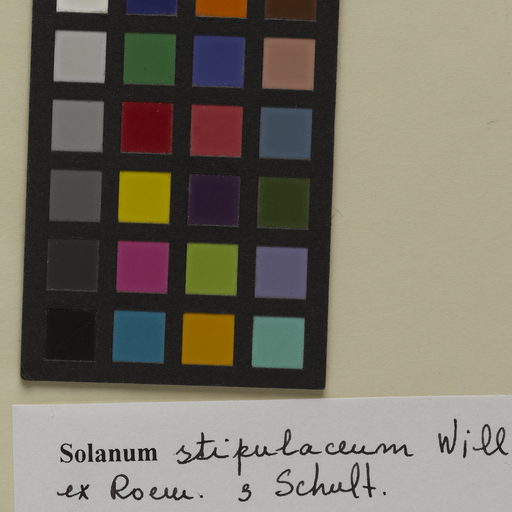 Solanum stipulaceum Will
ex Roem. & Schult.